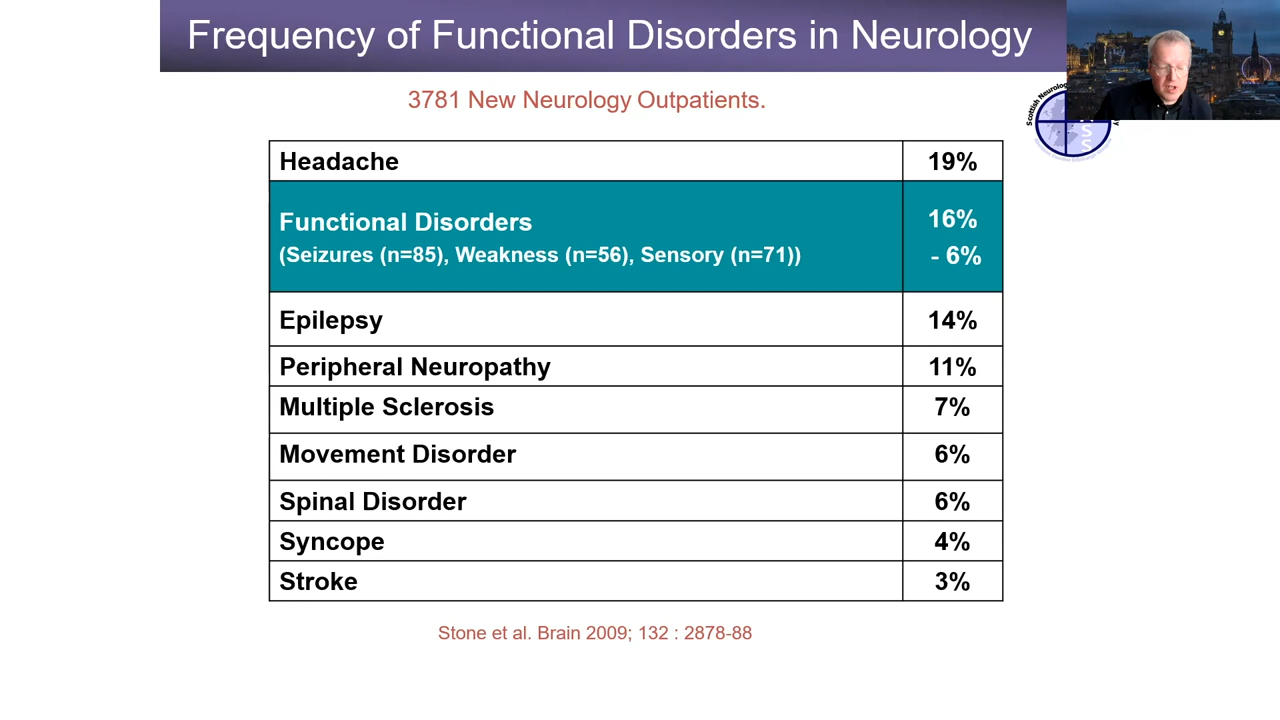 Frequency of Functional Disorders in Neurology
3781 New Neurology Outpatients.
Scottish Neurology
S
S
Headache 19%
Functional Disorders 16%
(Seizures (n=85), Weakness (n=56), Sensory (n=71)) - 6%
Epilepsy 14%
Peripheral Neuropathy 11%
Multiple Sclerosis 7%
Movement Disorder 6%
Spinal Disorder 6%
Syncope 4%
Stroke 3%
Stone et al. Brain 2009; 132 : 2878-88